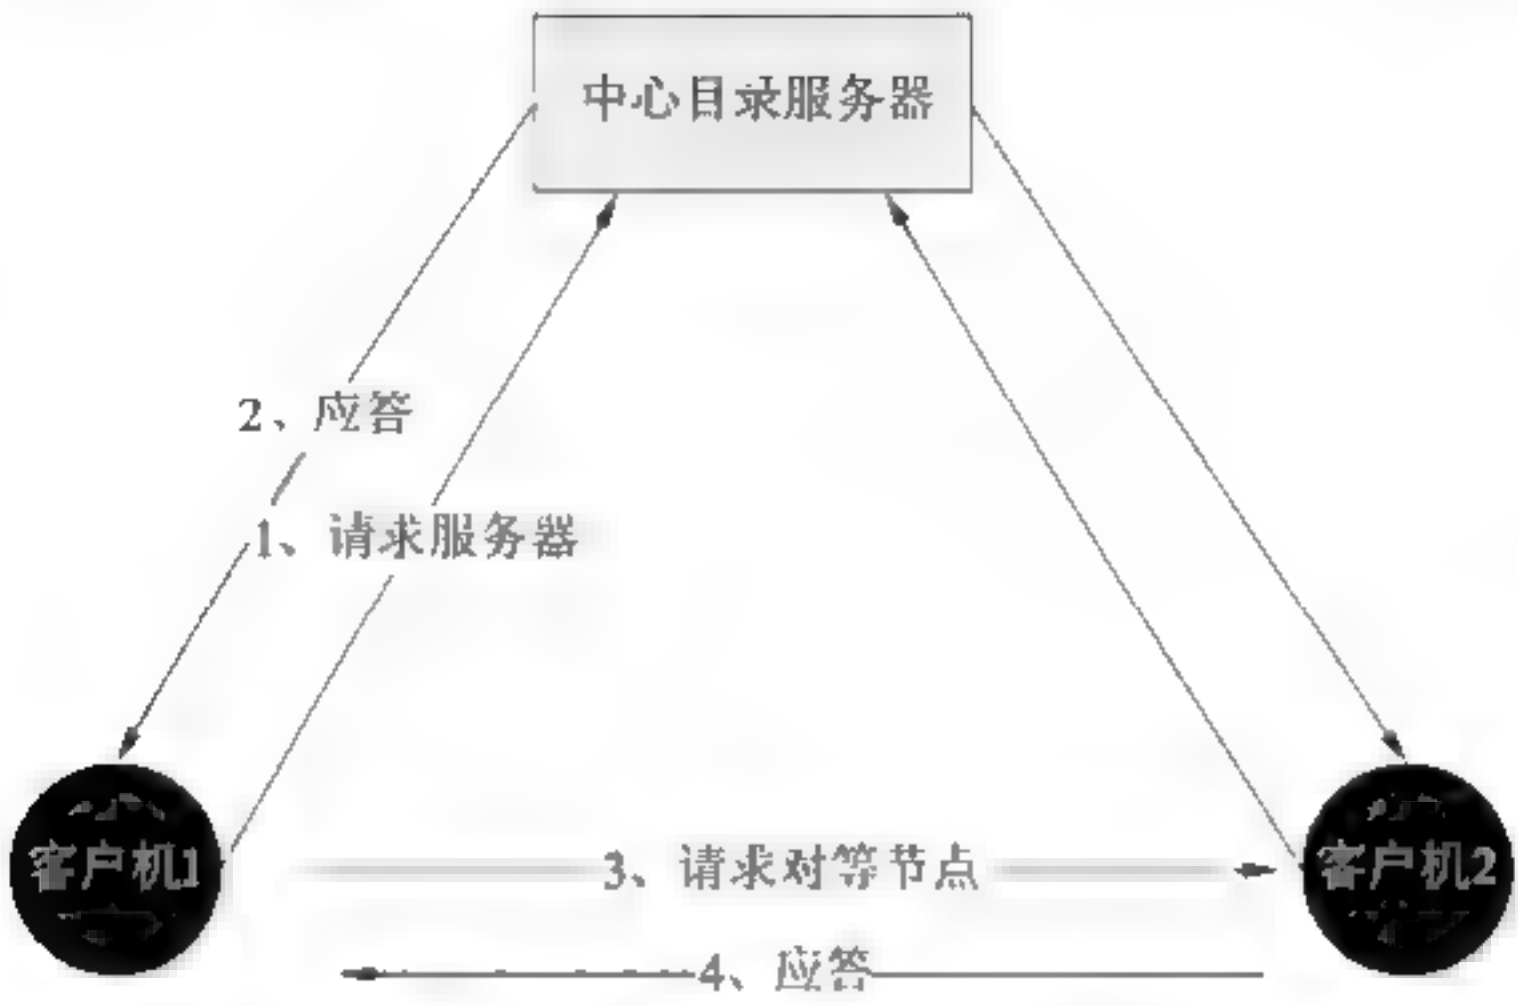 中心目录服务器
2、应答
1、请求服务器
客户机1
3、请求对等节点
客户机2
4、应答